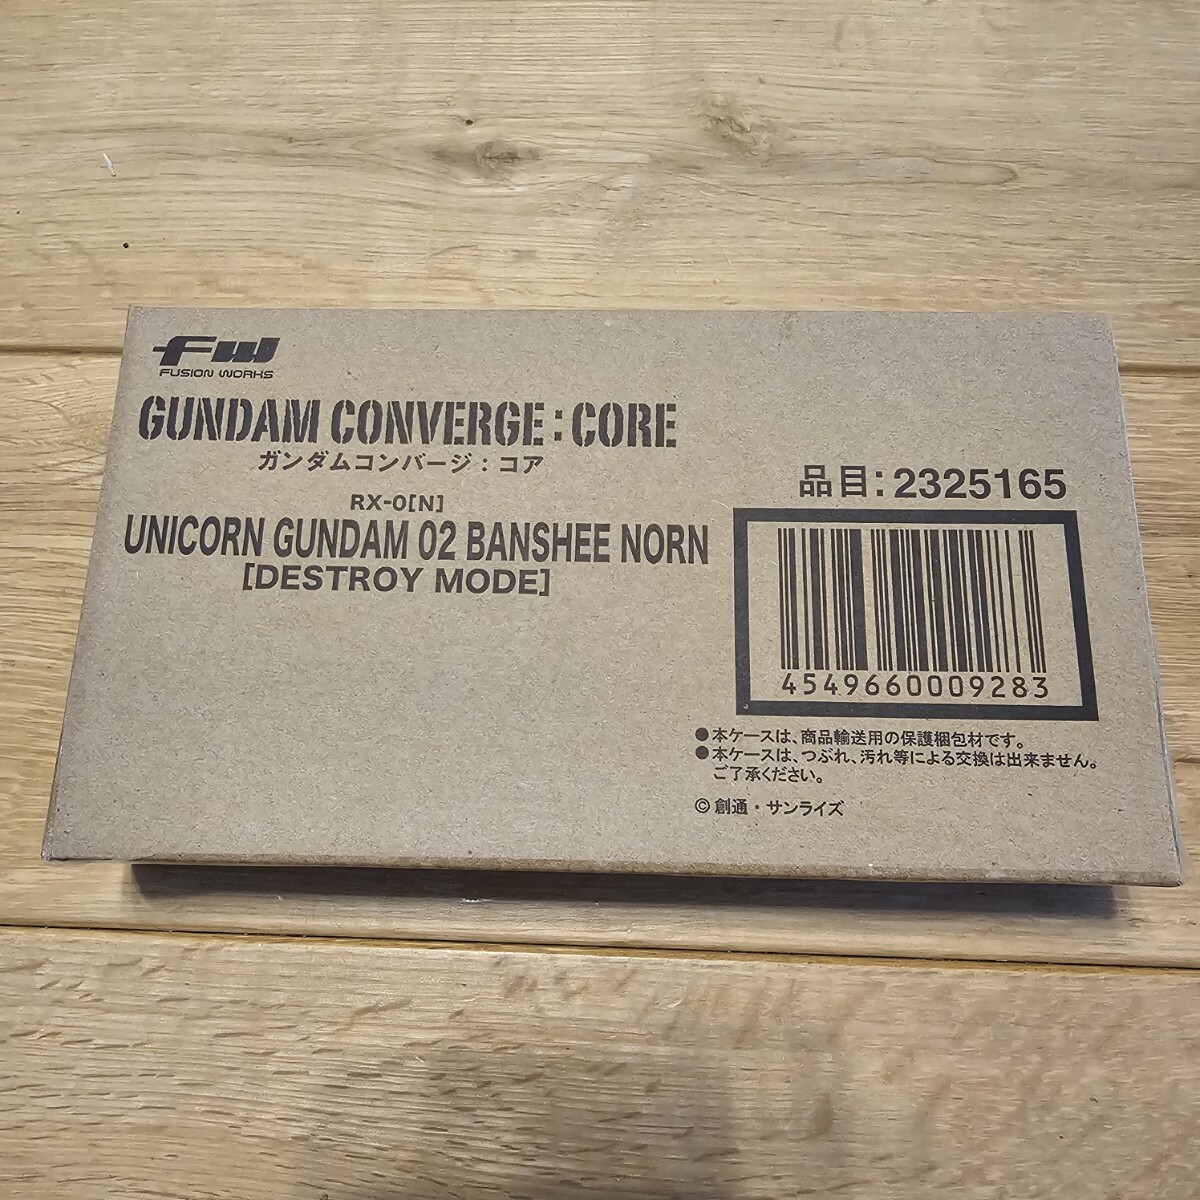 FW
FUSION WORKS
GUNDAM CONVERGE:CORE
ガンダムコンバージ:コア
RX-0[N]
UNICORN GUNDAM 02 BANSHEE NORN
[DESTROY MODE]
品目:2325165
4549660009283
●本ケースは、商品輸送用の保護梱包材です。
●本ケースは、つぶれ、汚れ等による交換は出来ません。
ご了承ください。
©創通・サンライズ